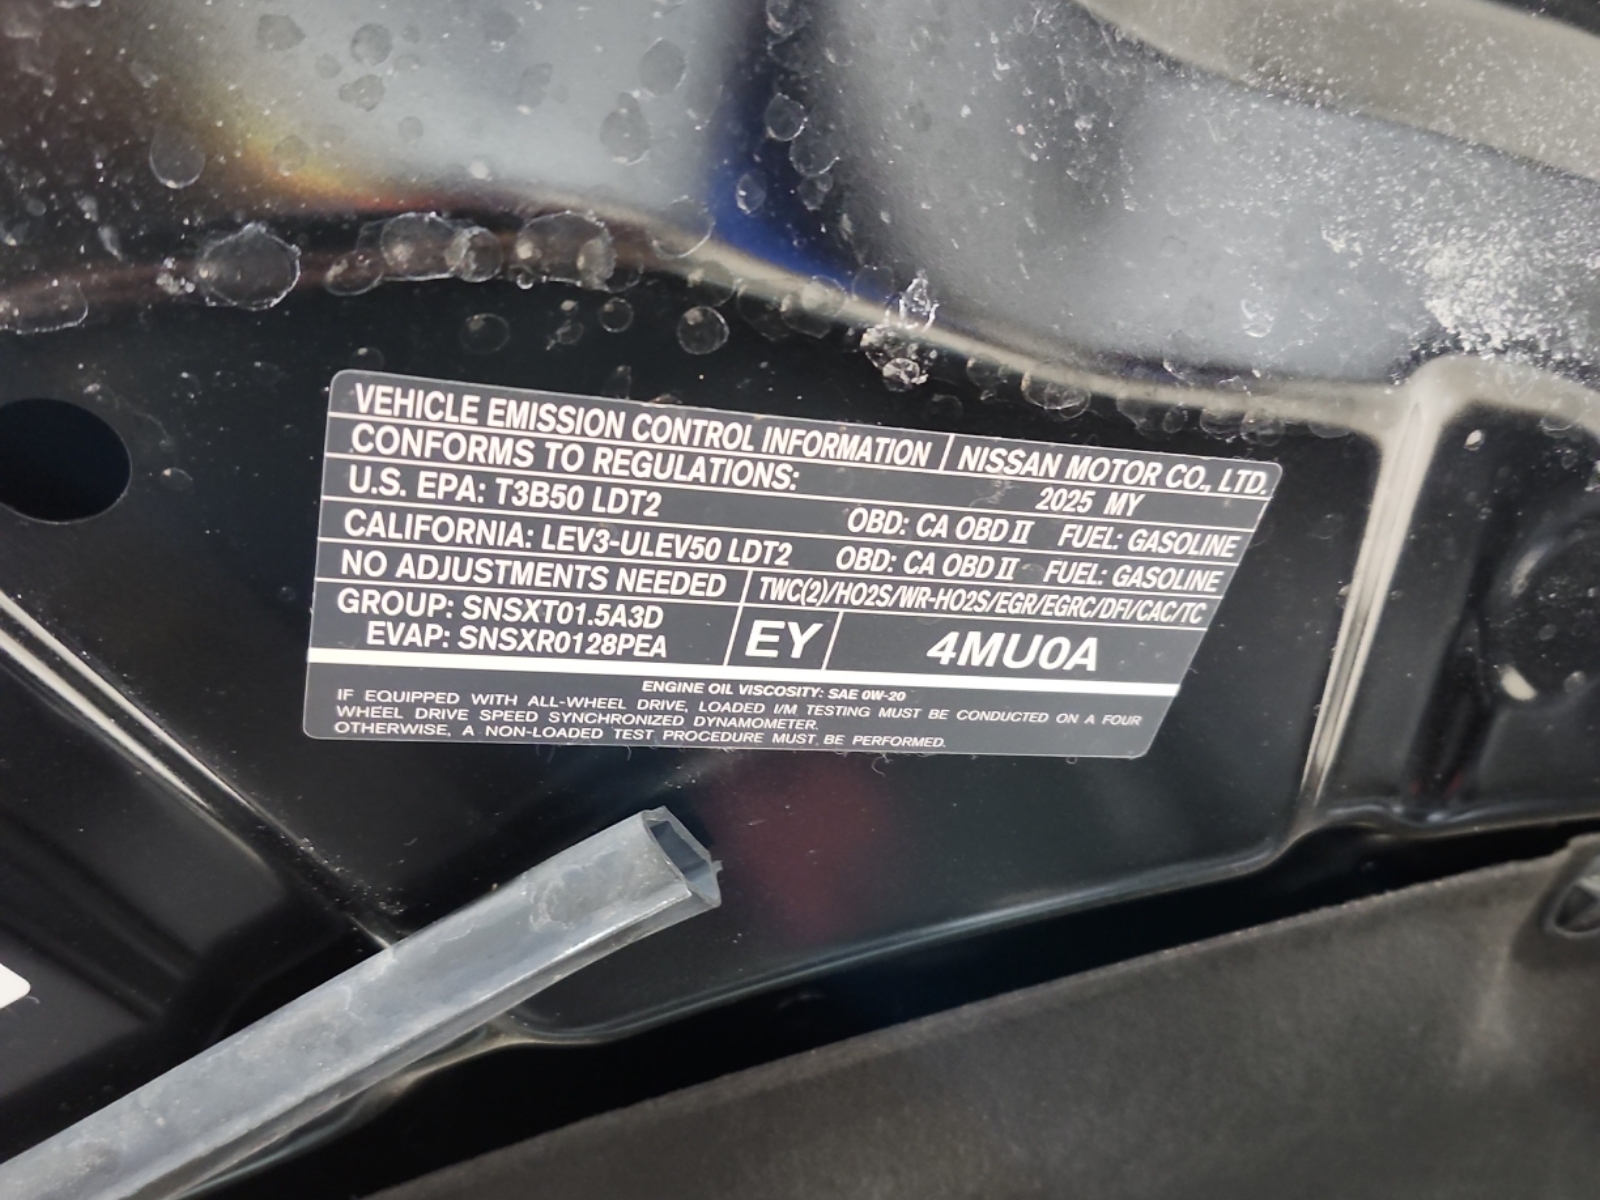 VEHICLE EMISSION CONTROL INFORMATION NISSAN MOTOR CO., LTD.
CONFORMS TO REGULATIONS: 2025 MY
U.S. EPA: T3B50 LDT2 OBD: CA OBD II FUEL: GASOLINE
CALIFORNIA: LEV3-ULEV50 LDT2 OBD: CA OBD II FUEL: GASOLINE
NO ADJUSTMENTS NEEDED TWC(2)/HO2S/WR-HO2S/EGR/EGRC/DFI/CAC/TC
GROUP: SNSXT01.5A3D
EVAP: SNSXR0128PEA
EY 4MU0A
ENGINE OIL VISCOSITY: SAE 0W-20
IF EQUIPPED WITH ALL-WHEEL DRIVE, LOADED I/M TESTING MUST BE CONDUCTED ON A FOUR
WHEEL DRIVE SPEED SYNCHRONIZED DYNAMOMETER.
OTHERWISE, A NON-LOADED TEST PROCEDURE MUST BE PERFORMED.